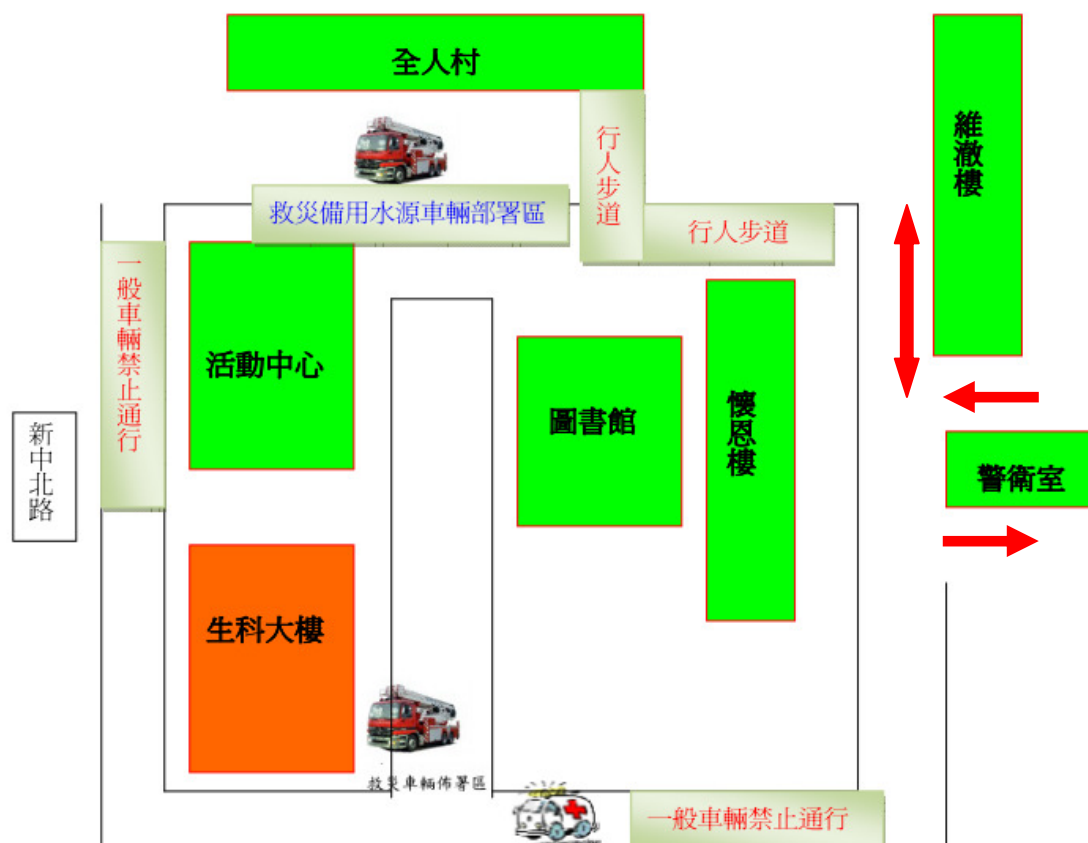 全人村
維澈樓
行人步道
救災備用水源車輛部署區
行人步道
一般車輛禁止通行
活動中心
圖書館
懷恩樓
新中北路
警衛室
生科大樓
救災車輛佈署區
一般車輛禁止通行